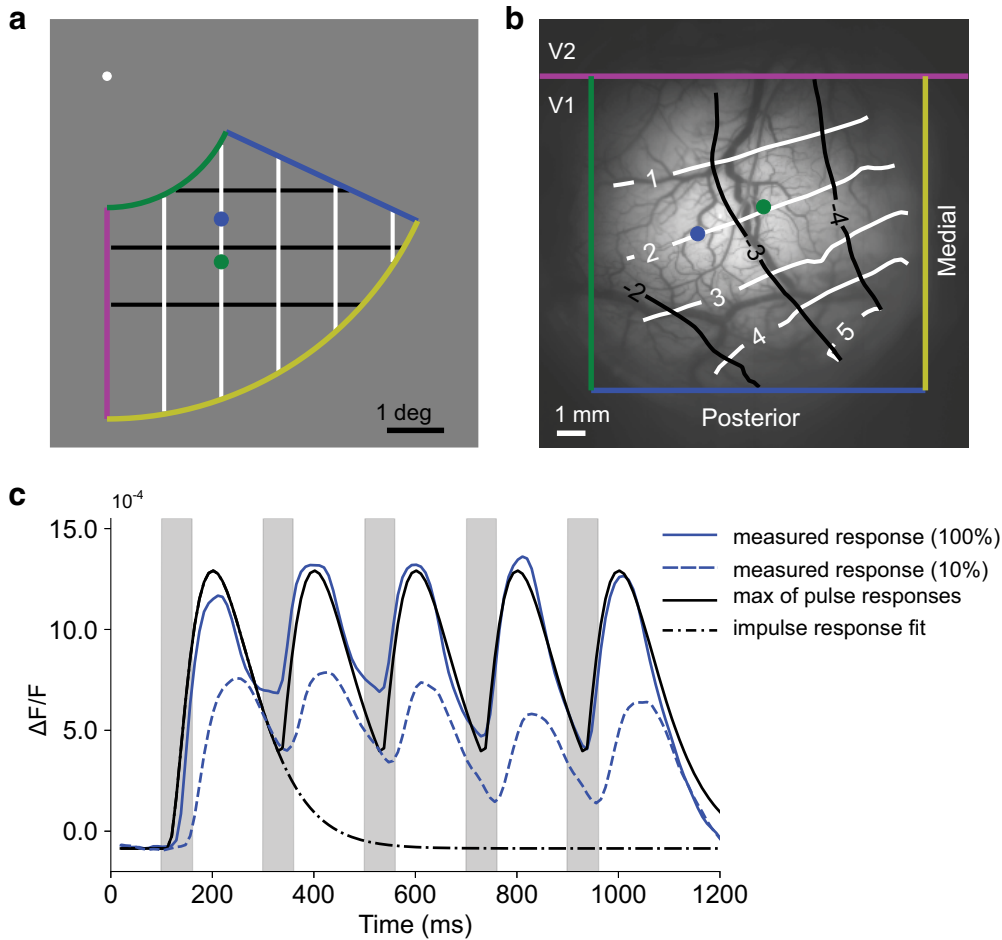 a
1 deg
b
V2
V1
1
-2
2
-3
3
-4
4
5
1 mm
Posterior
Medial
c
10-4
15.0
10.0
5.0
0.0
ΔF/F
0
200
400
600
800
1000
1200
Time (ms)
measured response (100%)
measured response (10%)
max of pulse responses
impulse response fit